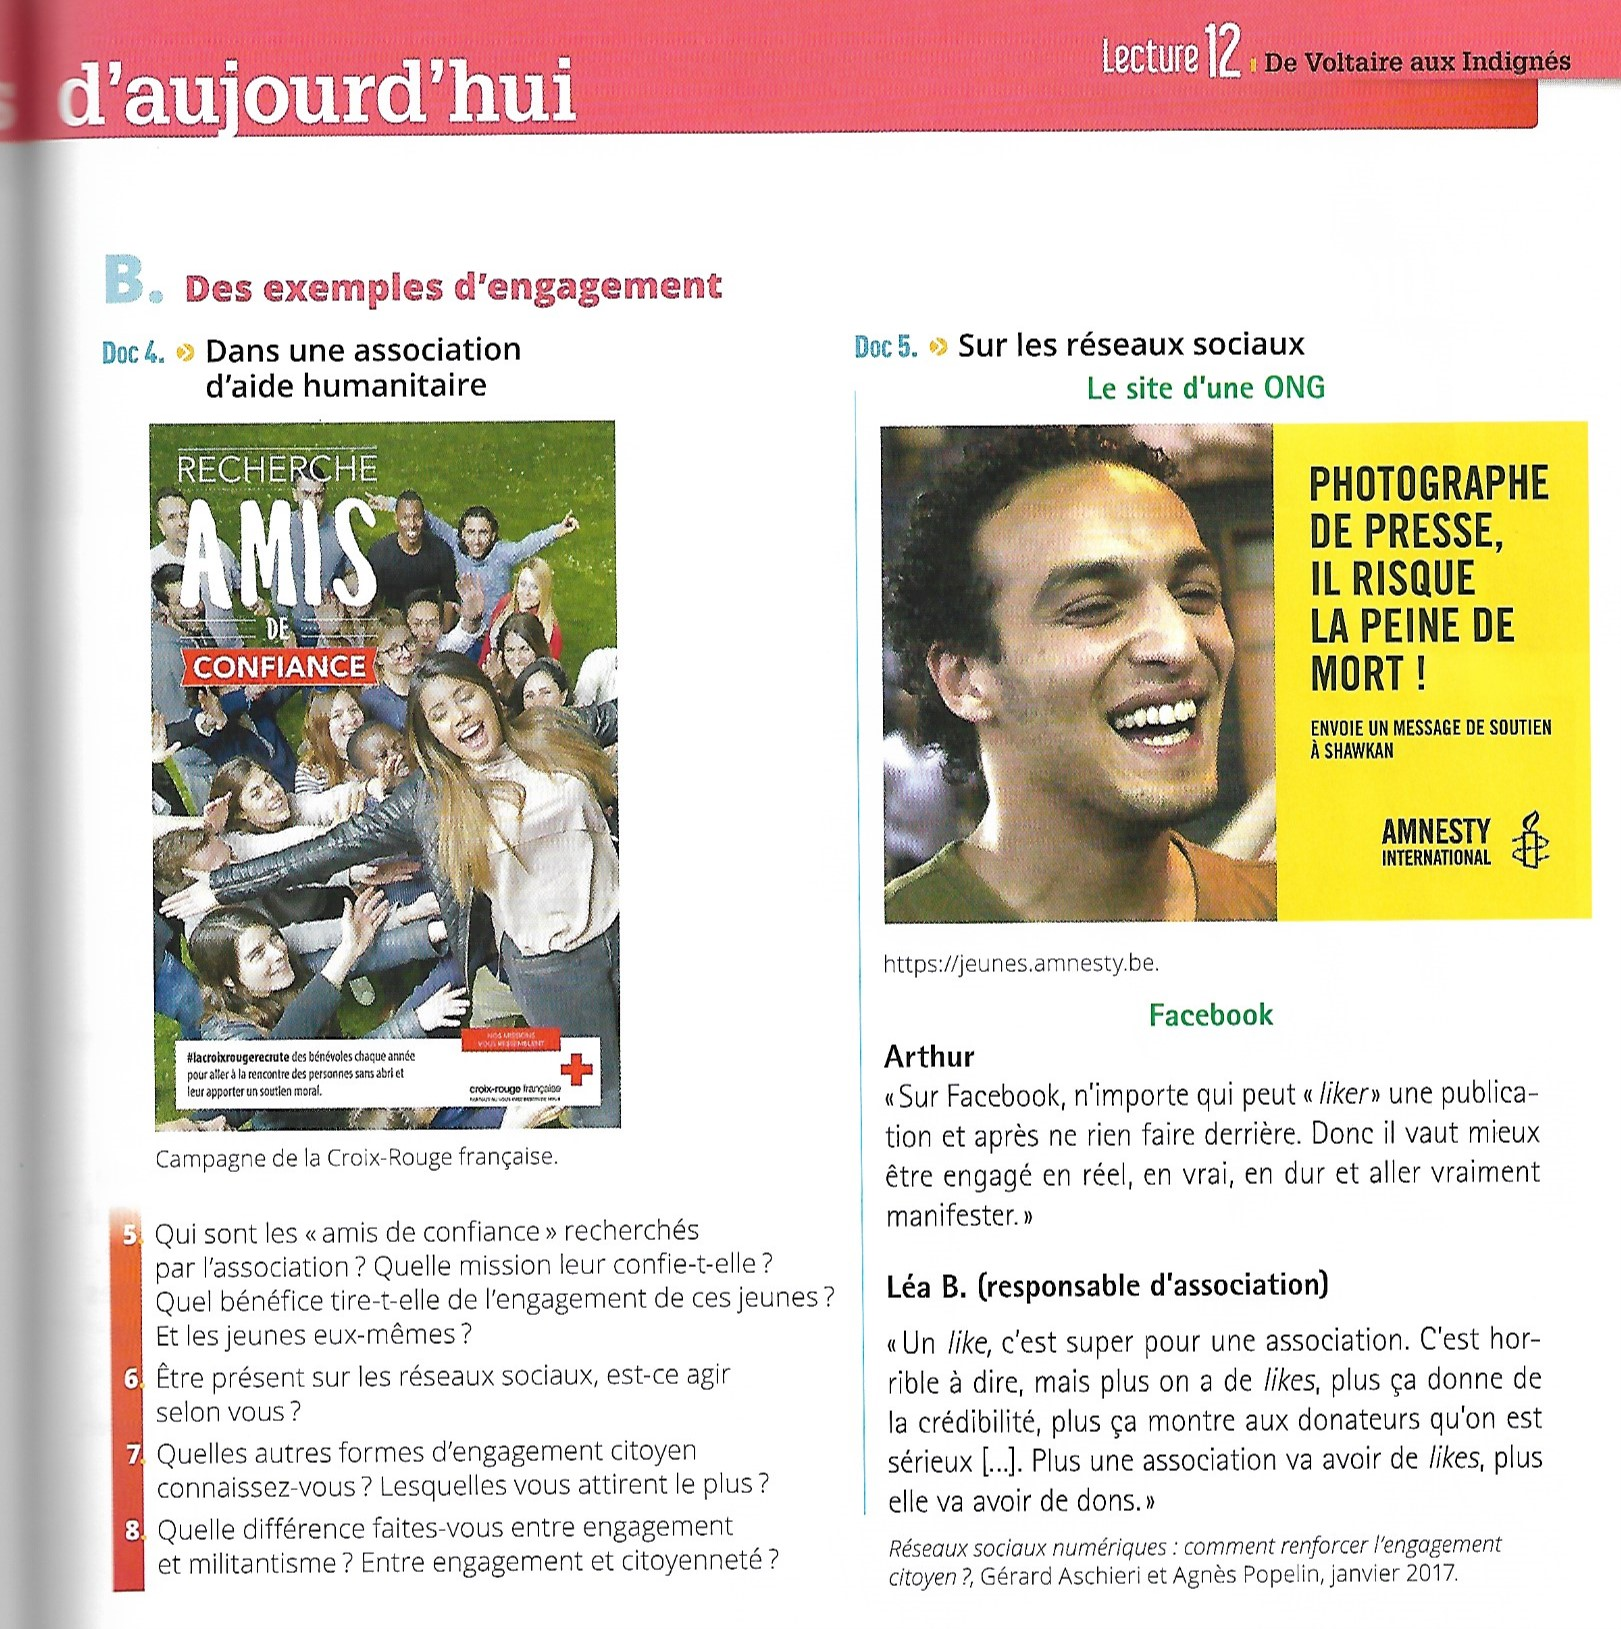 s d'aujourd'hui
Lecture 12 De Voltaire aux Indignés
B. Des exemples d'engagement
Doc 4. Dans une association
d'aide humanitaire
RECHERCHE
AMIS
DE
CONFIANCE
NOS MISSIONS
VOUS RESSEMBLENT
#lacroixrougerecrute des bénévoles chaque année
pour aller à la rencontre des personnes sans abri et
leur apporter un soutien moral.
croix-rouge française
Campagne de la Croix-Rouge française.
5. Qui sont les « amis de confiance » recherchés
par l'association ? Quelle mission leur confie-t-elle ?
Quel bénéfice tire-t-elle de l'engagement de ces jeunes ?
Et les jeunes eux-mêmes ?
6. Être présent sur les réseaux sociaux, est-ce agir
selon vous ?
7. Quelles autres formes d'engagement citoyen
connaissez-vous ? Lesquelles vous attirent le plus ?
8. Quelle différence faites-vous entre engagement
et militantisme ? Entre engagement et citoyenneté ?
Doc 5. Sur les réseaux sociaux
Le site d'une ONG
PHOTOGRAPHE
DE PRESSE,
IL RISQUE
LA PEINE DE
MORT !
ENVOIE UN MESSAGE DE SOUTIEN
À SHAWKAN
AMNESTY
INTERNATIONAL
https://jeunes.amnesty.be.
Facebook
Arthur
« Sur Facebook, n'importe qui peut « liker » une publica-
tion et après ne rien faire derrière. Donc il vaut mieux
être engagé en réel, en vrai, en dur et aller vraiment
manifester. »
Léa B. (responsable d'association)
« Un like, c'est super pour une association. C'est hor-
rible à dire, mais plus on a de likes, plus ça donne de
la crédibilité, plus ça montre aux donateurs qu'on est
sérieux [...]. Plus une association va avoir de likes, plus
elle va avoir de dons. »
Réseaux sociaux numériques : comment renforcer l'engagement
citoyen ?, Gérard Aschieri et Agnès Popelin, janvier 2017.